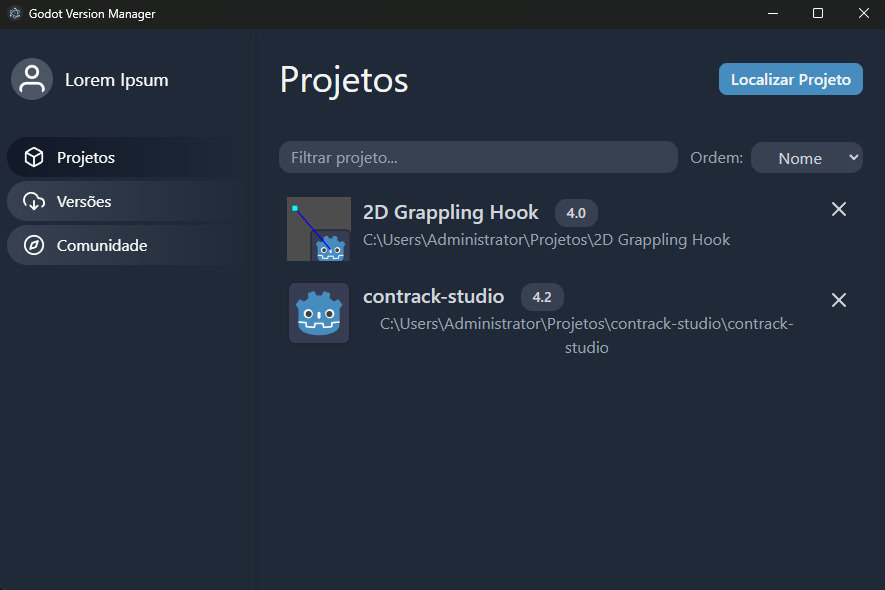 Godot Version Manager
Lorem Ipsum
Projetos
Versões
Comunidade
Projetos
Localizar Projeto
Filtrar projeto...
Ordem:
Nome
2D Grappling Hook
4.0
C:\Users\Administrator\Projetos\2D Grappling Hook
contrack-studio
4.2
C:\Users\Administrator\Projetos\contrack-studio\contrack-
studio